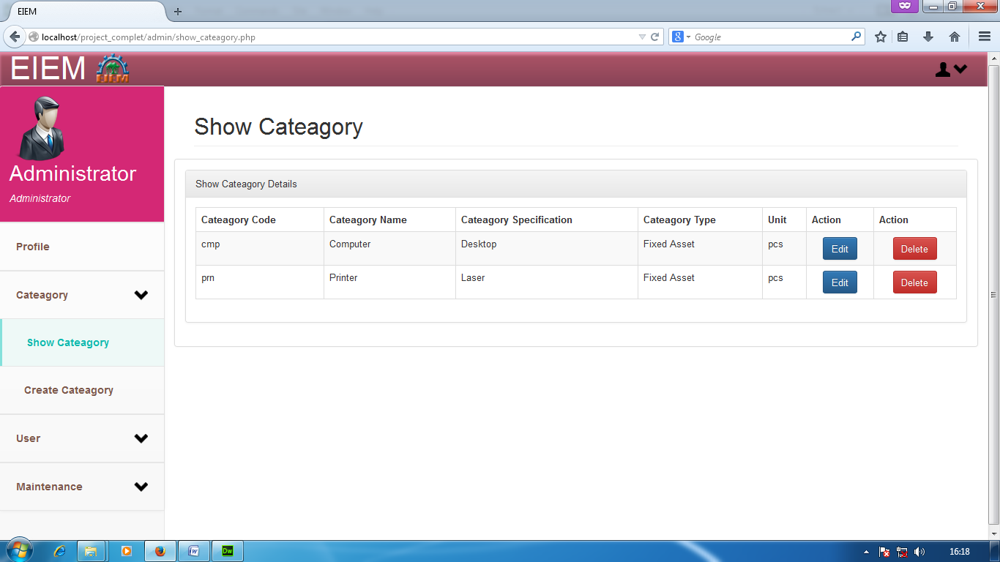 EIEM
localhost/project_complet/admin/show_cateagory.php
Google
EIEM
EIEM
Administrator
Administrator
Profile
Cateagory
Show Cateagory
Create Cateagory
User
Maintenance
Show Cateagory
Show Cateagory Details
Cateagory Code Cateagory Name Cateagory Specification Cateagory Type Unit Action Action
cmp Computer Desktop Fixed Asset pcs Edit Delete
prn Printer Laser Fixed Asset pcs Edit Delete
16:18